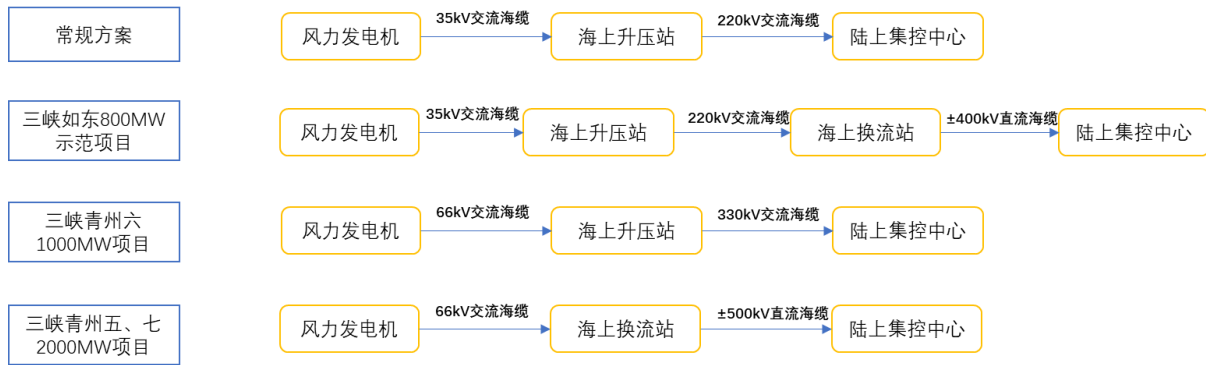 常规方案
风力发电机
35kV交流海缆
海上升压站
220kV交流海缆
陆上集控中心
三峡如东800MW
示范项目
风力发电机
35kV交流海缆
海上升压站
220kV交流海缆
海上换流站
±400kV直流海缆
陆上集控中心
三峡青州六
1000MW项目
风力发电机
66kV交流海缆
海上升压站
330kV交流海缆
陆上集控中心
三峡青州五、七
2000MW项目
风力发电机
66kV交流海缆
海上换流站
±500kV直流海缆
陆上集控中心